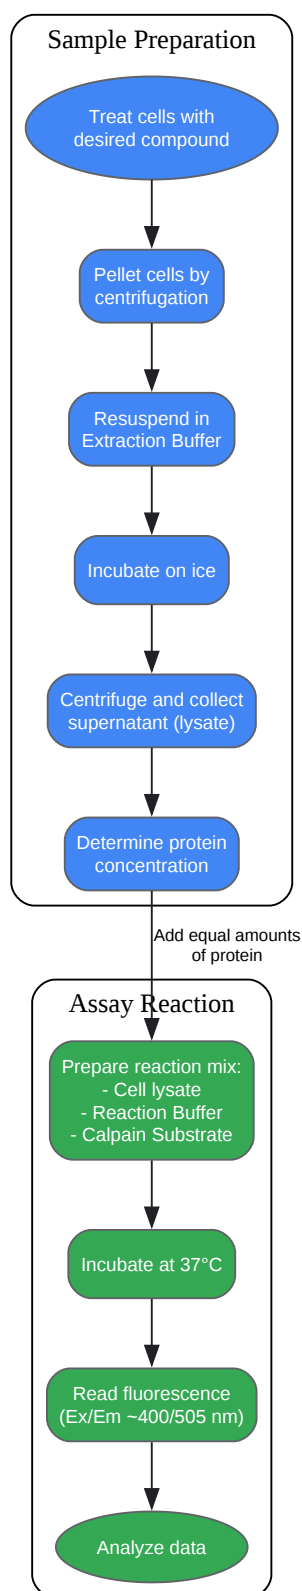 Sample Preparation
Treat cells with
desired compound
Pellet cells by
centrifugation
Resuspend in
Extraction Buffer
Incubate on ice
Centrifuge and collect
supernatant (lysate)
Determine protein
concentration
Add equal amounts
of protein
Assay Reaction
Prepare reaction mix:
- Cell lysate
- Reaction Buffer
- Calpain Substrate
Incubate at 37°C
Read fluorescence
(Ex/Em ~400/505 nm)
Analyze data